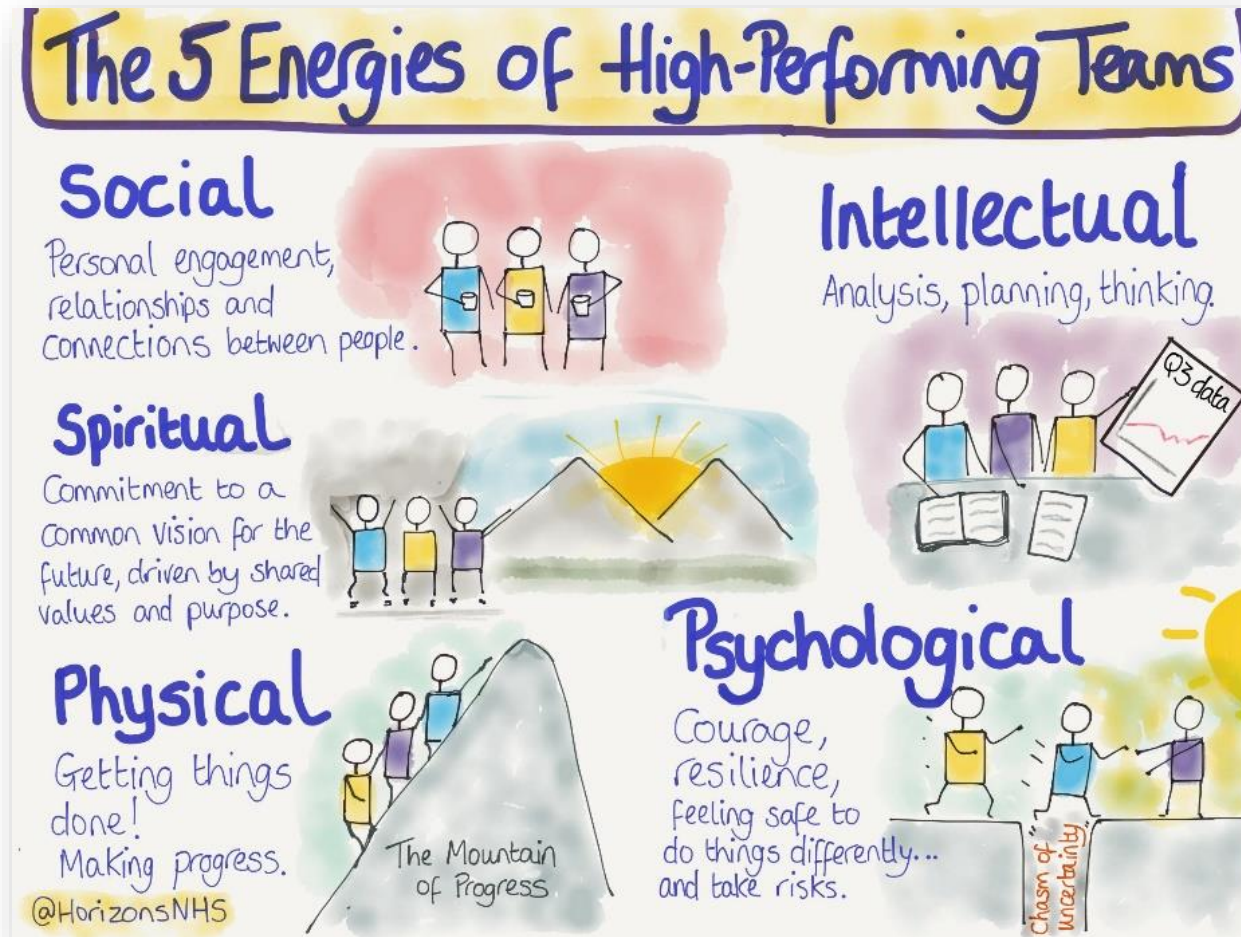 The 5 Energies of High-Performing Teams
Social
Personal engagement,
relationships and
connections between people.
Intellectual
Analysis, planning, thinking.
Q3 data
Spiritual
Commitment to a
common vision for the
future, driven by shared
values and purpose.
Physical
Getting things
done!
Making progress.
The Mountain
of Progress
Psychological
Courage,
resilience,
feeling safe to
do things differently...
and take risks.
"Chasm of
uncertainty"
@HorizonsNHS